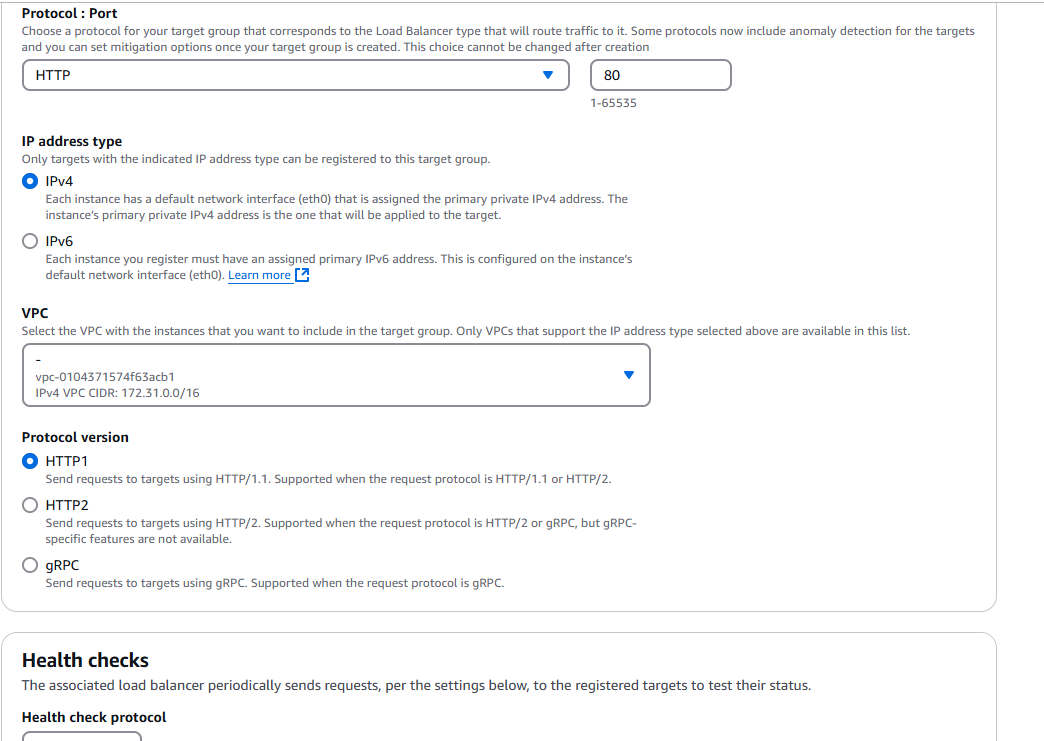 Protocol : Port
Choose a protocol for your target group that corresponds to the Load Balancer type that will route traffic to it. Some protocols now include anomaly detection for the targets
and you can set mitigation options once your target group is created. This choice cannot be changed after creation
HTTP
80
1-65535
IP address type
Only targets with the indicated IP address type can be registered to this target group.
IPv4
Each instance has a default network interface (eth0) that is assigned the primary private IPv4 address. The
instance's primary private IPv4 address is the one that will be applied to the target.
IPv6
Each instance you register must have an assigned primary IPv6 address. This is configured on the instance's
default network interface (eth0). Learn more
VPC
Select the VPC with the instances that you want to include in the target group. Only VPCs that support the IP address type selected above are available in this list.
-
vpc-0104371574f63acb1
IPv4 VPC CIDR: 172.31.0.0/16
Protocol version
HTTP1
Send requests to targets using HTTP/1.1. Supported when the request protocol is HTTP/1.1 or HTTP/2.
HTTP2
Send requests to targets using HTTP/2. Supported when the request protocol is HTTP/2 or gRPC, but gRPC-
specific features are not available.
gRPC
Send requests to targets using gRPC. Supported when the request protocol is gRPC.
Health checks
The associated load balancer periodically sends requests, per the settings below, to the registered targets to test their status.
Health check protocol